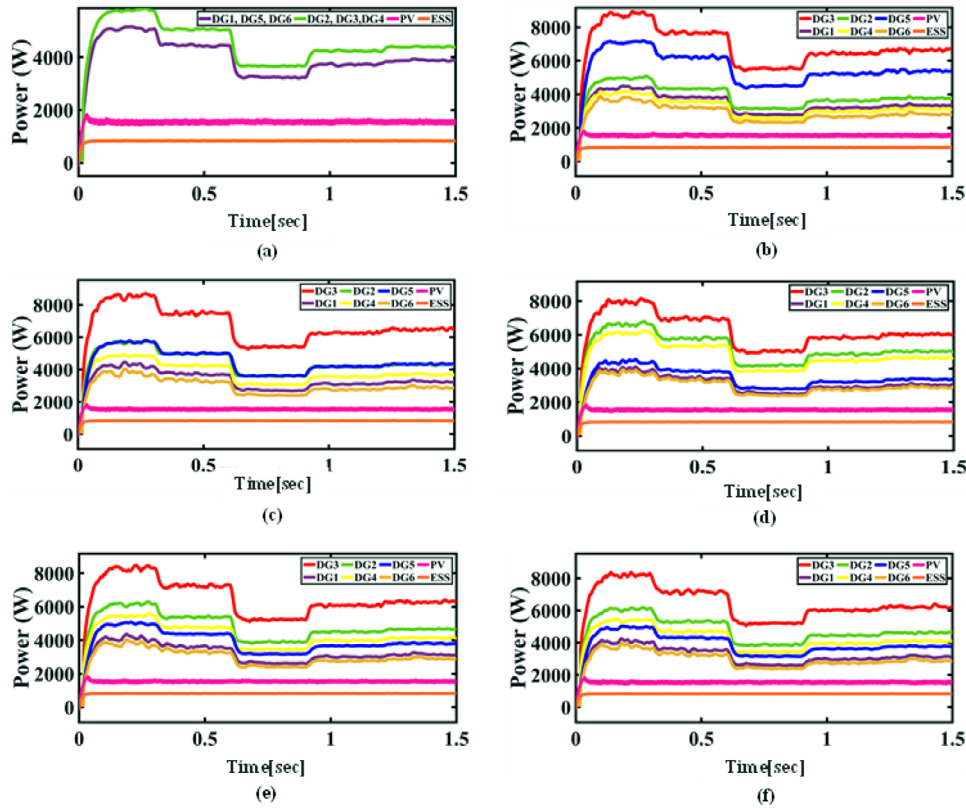 DG1, DG5, DG6 DG2, DG3,DG4 PV ESS
Power (W)
4000
2000
0
0 0.5 1 1.5
Time[sec]
(a)
DG3 DG2 DG5 PV
DG1 DG4 DG6 ESS
Power (W)
8000
6000
4000
2000
0
0 0.5 1 1.5
Time[sec]
(b)
DG3 DG2 DG5 PV
DG1 DG4 DG6 ESS
Power (W)
8000
6000
4000
2000
0
0 0.5 1 1.5
Time[sec]
(c)
DG3 DG2 DG5 PV
DG1 DG4 DG6 ESS
Power (W)
8000
6000
4000
2000
0
0 0.5 1 1.5
Time[sec]
(d)
DG3 DG2 DG5 PV
DG1 DG4 DG6 ESS
Power (W)
8000
6000
4000
2000
0
0 0.5 1 1.5
Time[sec]
(e)
DG3 DG2 DG5 PV
DG1 DG4 DG6 ESS
Power (W)
8000
6000
4000
2000
0
0 0.5 1 1.5
Time[sec]
(f)